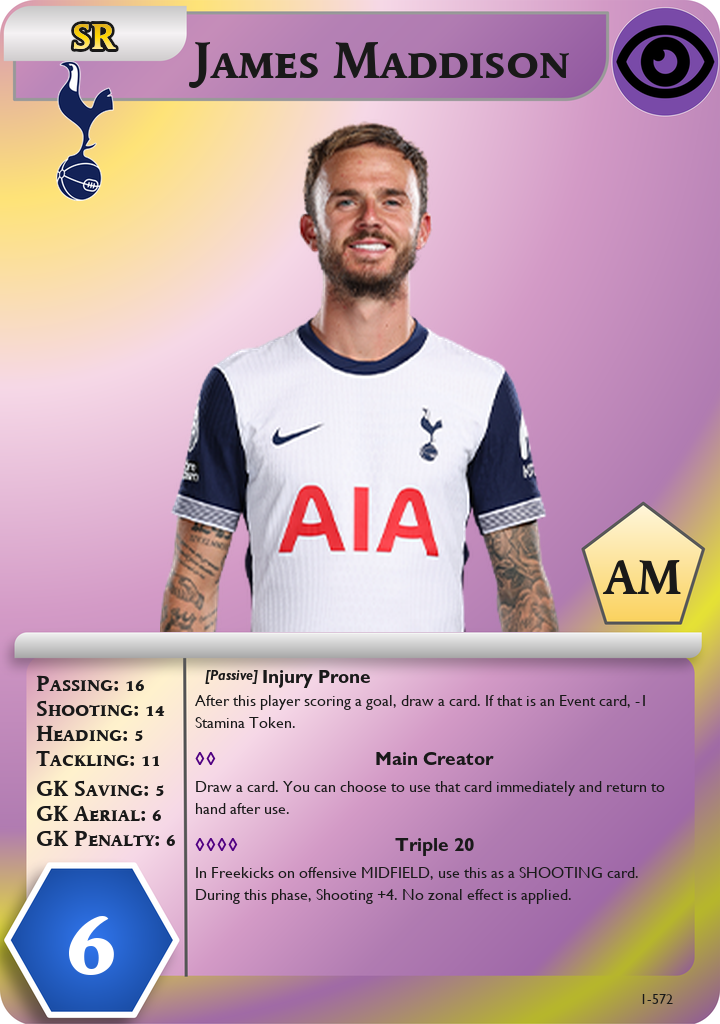 SR
James Maddison
AIA
AM
Passing: 16
Shooting: 14
Heading: 5
Tackling: 11
GK Saving: 5
GK Aerial: 6
GK Penalty: 6
6
[Passive] Injury Prone
After this player scoring a goal, draw a card. If that is an Event card, -1
Stamina Token.
◊◊ Main Creator
Draw a card. You can choose to use that card immediately and return to
hand after use.
◊◊◊◊ Triple 20
In Freekicks on offensive MIDFIELD, use this as a SHOOTING card.
During this phase, Shooting +4. No zonal effect is applied.
1-572